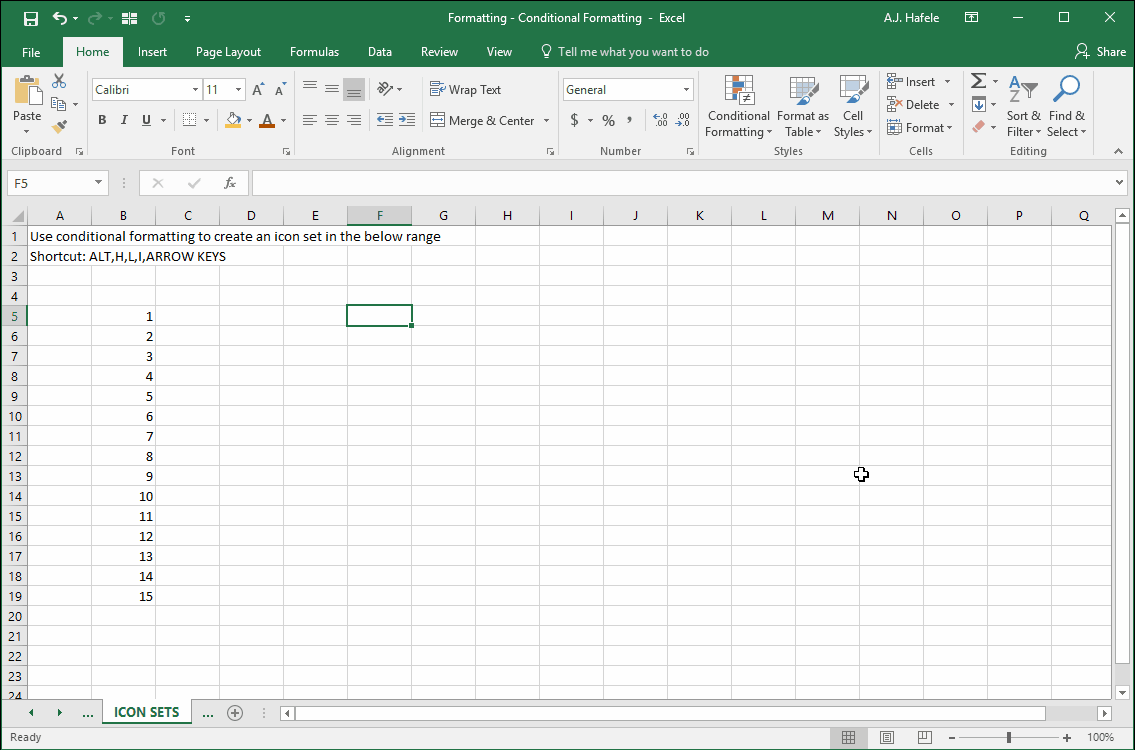 Formatting - Conditional Formatting - Excel
A.J. Hafele
File Home Insert Page Layout Formulas Data Review View Tell me what you want to do Share
Paste
Clipboard
Calibri 11
B I U A
Font
Wrap Text
Merge & Center
Alignment
General
$ % ,
Number
Conditional Formatting
Format as Table
Cell Styles
Styles
Insert
Delete
Format
Cells
Sort & Filter
Find & Select
Editing
F5 fx
A B C D E F G H I J K L M N O P Q
1 Use conditional formatting to create an icon set in the below range
2 Shortcut: ALT,H,L,I,ARROW KEYS
3
4
5 1
6 2
7 3
8 4
9 5
10 6
11 7
12 8
13 9
14 10
15 11
16 12
17 13
18 14
19 15
20
21
22
23
24
... ICON SETS ...
Ready 100%